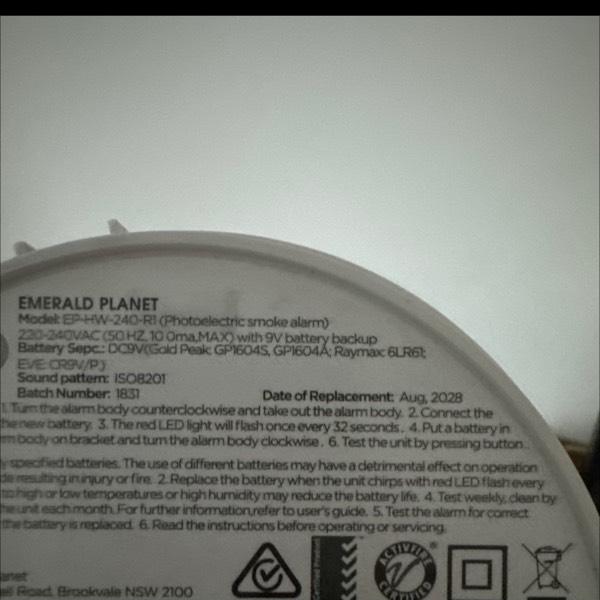 EMERALD PLANET
Model: EP-HW-240-R1 (Photoelectric smoke alarm)
220-240VAC (50 HZ, 10 0ma,MAX) with 9V battery backup
Battery Sepc.: DC9V(Gold Peak: GP1604S, GP1604A; Raymax: 6LR61;
EVE: CR9V/P)
Sound pattern: ISO8201
Batch Number: 1831
Date of Replacement: Aug, 2028
1. Turn the alarm body counterclockwise and take out the alarm body. 2. Connect the
the new battery. 3. The red LED light will flash once every 32 seconds. 4. Put a battery in
body on bracket and turn the alarm body clockwise. 6. Test the unit by pressing button.
specified batteries. The use of different batteries may have a detrimental effect on operation
resulting in injury or fire. 2. Replace the battery when the unit chirps with red LED flash every
high or low temperatures or high humidity may reduce the battery life. 4. Test weekly, clean by
the unit each month. For further information,refer to user's guide. 5. Test the alarm for correct
the battery is replaced. 6. Read the instructions before operating or servicing.
Certified Product
ACTIVFIRE
CERTIFIED
Road, Brookvale NSW 2100